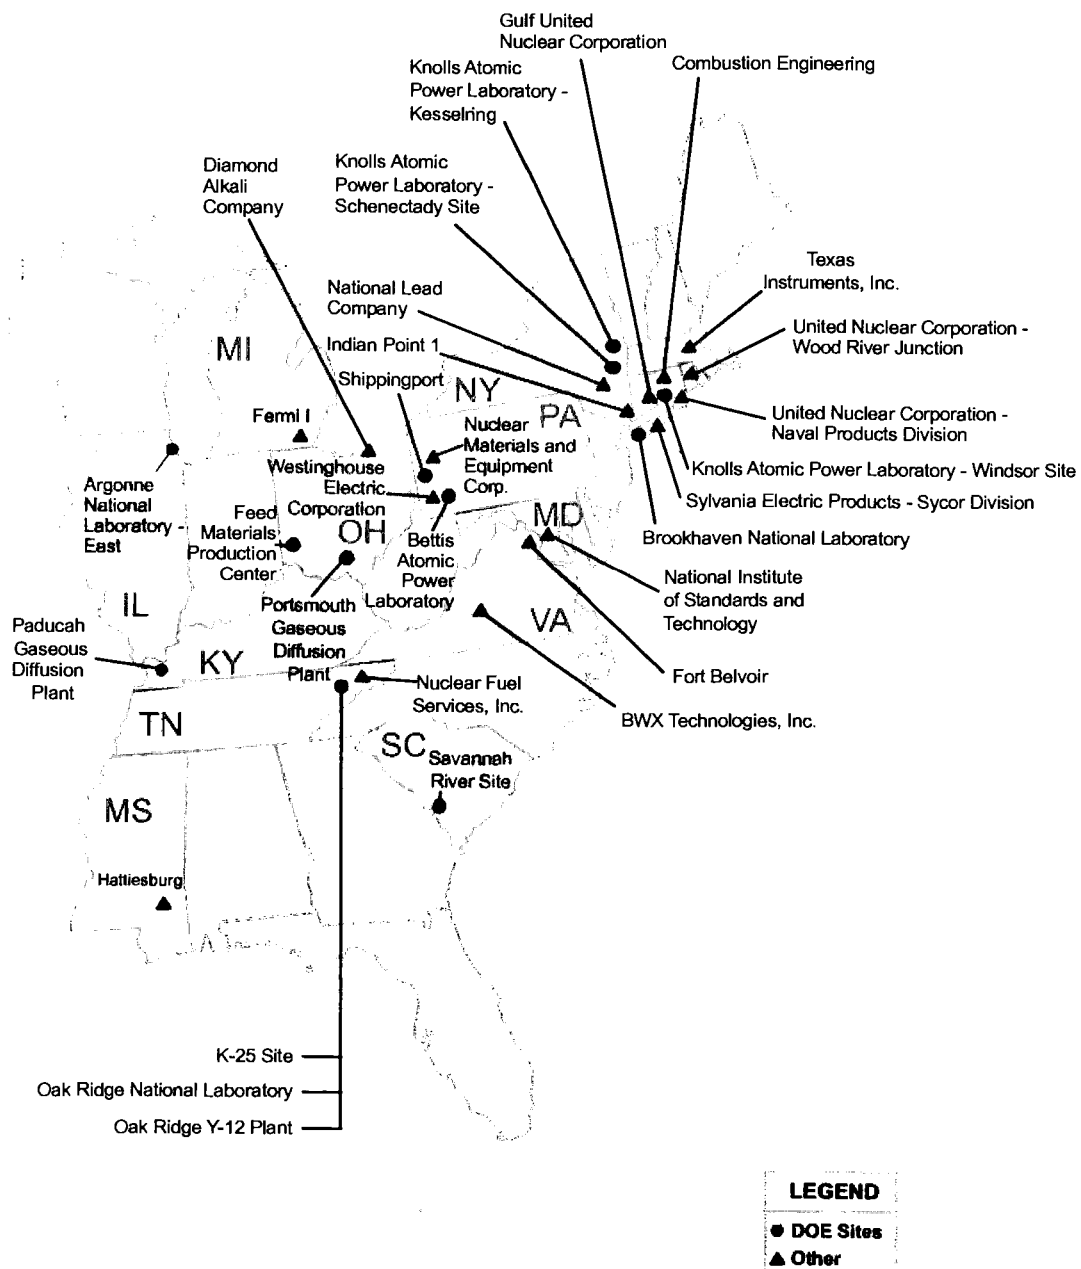 Gulf United
Nuclear Corporation
Combustion Engineering
Knolls Atomic
Power Laboratory -
Kesselring
Diamond
Alkali
Company
Knolls Atomic
Power Laboratory -
Schenectady Site
Texas
Instruments, Inc.
National Lead
Company
United Nuclear Corporation -
Wood River Junction
Indian Point 1
MI
Shippingport
NY
PA
Fermi I
Nuclear
Materials and
Equipment
Corp.
United Nuclear Corporation -
Naval Products Division
Westinghouse
Electric
Corporation
Knolls Atomic Power Laboratory - Windsor Site
Argonne
National
Laboratory -
East
Sylvania Electric Products - Sycor Division
Feed
Materials
Production
Center
OH
MD
Bettis
Atomic
Power
Laboratory
Brookhaven National Laboratory
National Institute
of Standards and
Technology
IL
Portsmouth
Gaseous
Diffusion
Plant
VA
Paducah
Gaseous
Diffusion
Plant
KY
Fort Belvoir
Nuclear Fuel
Services, Inc.
BWX Technologies, Inc.
TN
SC
Savannah
River Site
MS
Hattiesburg
K-25 Site
Oak Ridge National Laboratory
Oak Ridge Y-12 Plant
LEGEND
DOE Sites
Other